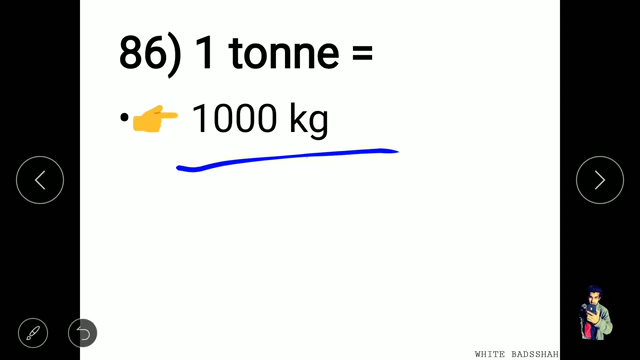 86) 1 tonne =
•👉 1000 kg
WHITE BADSSHAH